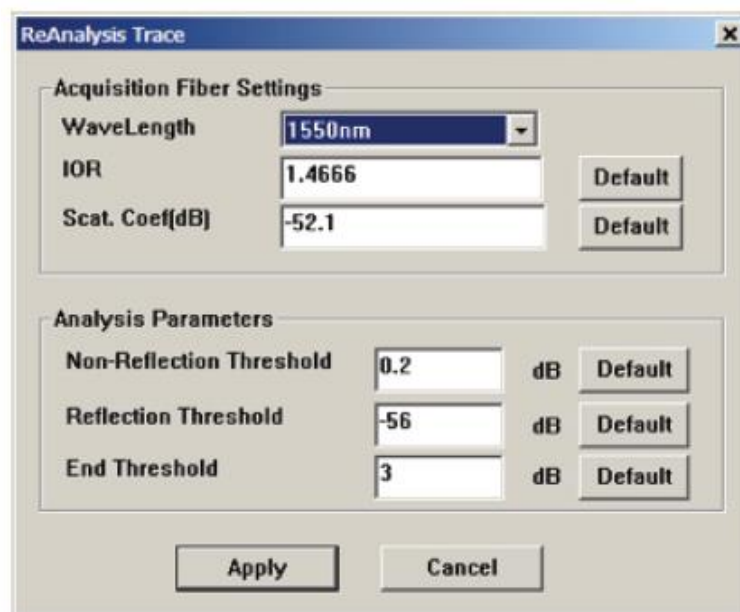 ReAnalysis Trace
Acquisition Fiber Settings
WaveLength 1550nm
IOR 1.4666 Default
Scat. Coef(dB) -52.1 Default
Analysis Parameters
Non-Reflection Threshold 0.2 dB Default
Reflection Threshold -56 dB Default
End Threshold 3 dB Default
Apply Cancel